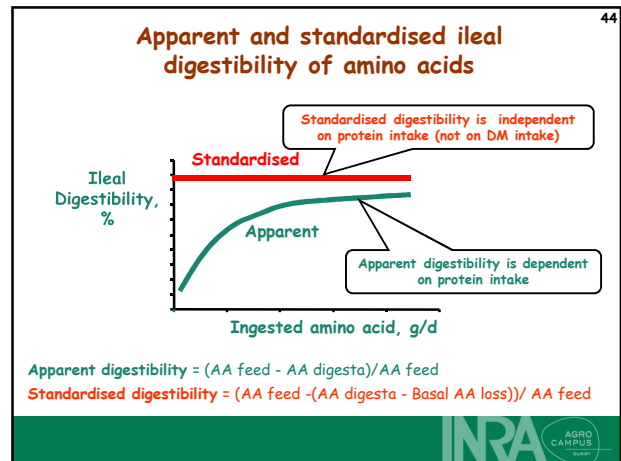 44
Apparent and standardised ileal
digestibility of amino acids
Standardised digestibility is independent
on protein intake (not on DM intake)
Standardised
Ileal
Digestibility,
%
Apparent
Apparent digestibility is dependent
on protein intake
Ingested amino acid, g/d
Apparent digestibility = (AA feed - AA digesta)/AA feed
Standardised digestibility = (AA feed -(AA digesta - Basal AA loss))/ AA feed
INRA
AGRO
CAMPUS
OUEST